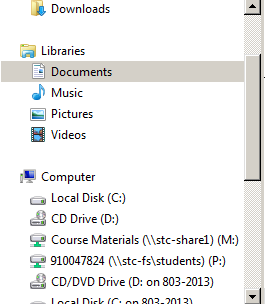 Downloads
Libraries
Documents
Music
Pictures
Videos
Computer
Local Disk (C:)
CD Drive (D:)
Course Materials (\\stc-share1) (M:)
910047824 (\\stc-fs\students) (P:)
CD/DVD Drive (D: on 803-2013)
Local Disk (C: on 803-2013)